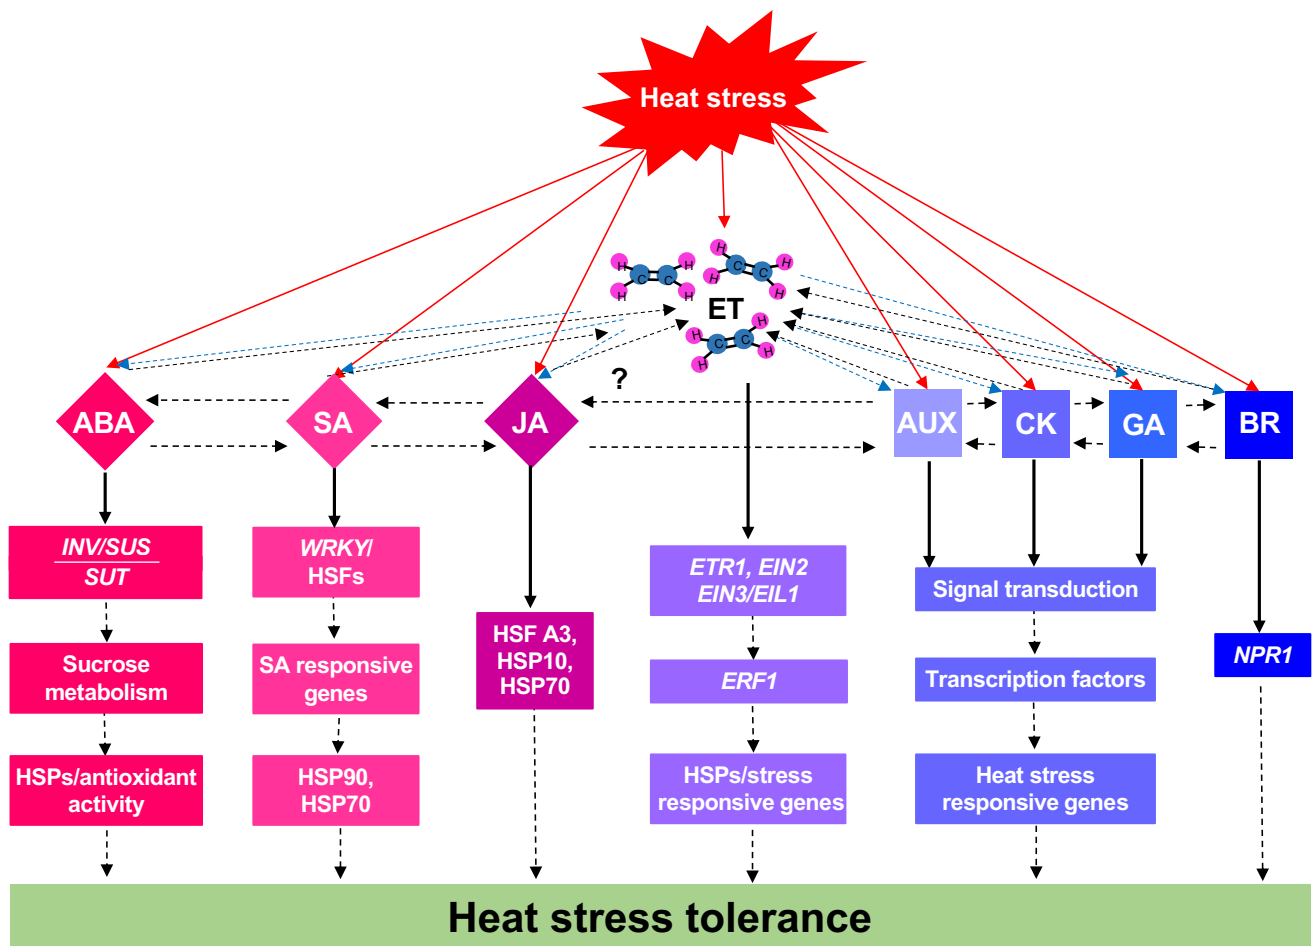 Heat stress
H
H
H
H
C
C
H
H
H
H
C
C
ET
H
H
H
H
C
C
?
ABA
SA
JA
AUX
CK
GA
BR
INV/SUS
SUT
Sucrose
metabolism
HSPs/antioxidant
activity
WRKY/
HSFs
SA responsive
genes
HSP90,
HSP70
HSF A3,
HSP10,
HSP70
ETR1, EIN2
EIN3/EIL1
ERF1
HSPs/stress
responsive genes
Signal transduction
Transcription factors
Heat stress
responsive genes
NPR1
Heat stress tolerance